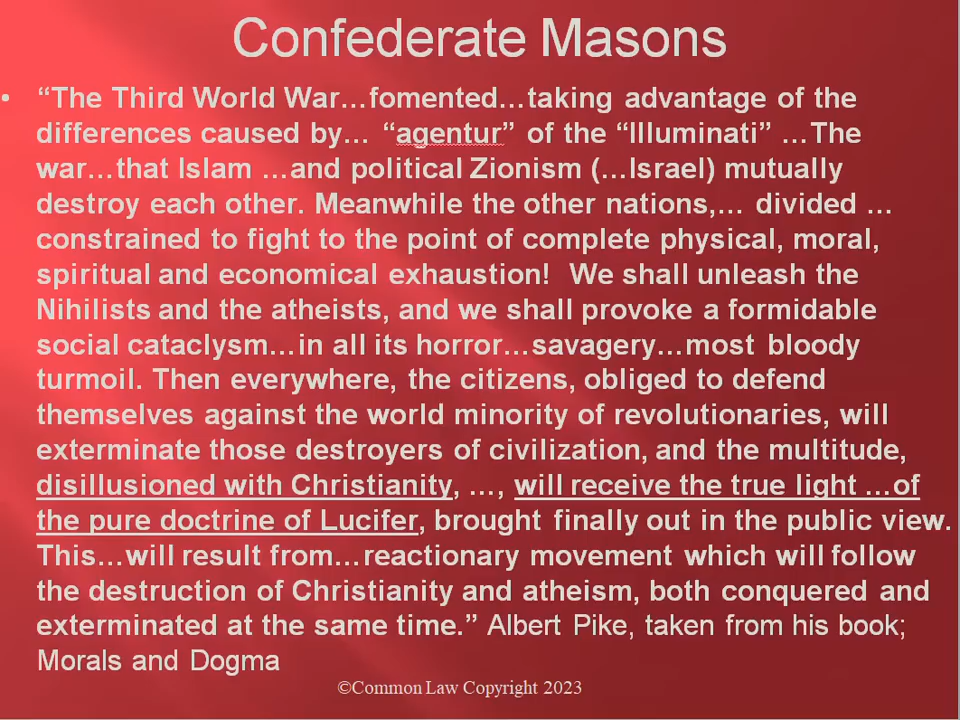 Confederate Masons
• “The Third World War…fomented…taking advantage of the
differences caused by… “agentur” of the “Illuminati” …The
war…that Islam …and political Zionism (…Israel) mutually
destroy each other. Meanwhile the other nations,… divided …
constrained to fight to the point of complete physical, moral,
spiritual and economical exhaustion!  We shall unleash the
Nihilists and the atheists, and we shall provoke a formidable
social cataclysm…in all its horror…savagery…most bloody
turmoil. Then everywhere, the citizens, obliged to defend
themselves against the world minority of revolutionaries, will
exterminate those destroyers of civilization, and the multitude,
disillusioned with Christianity, …, will receive the true light …of
the pure doctrine of Lucifer, brought finally out in the public view.
This…will result from…reactionary movement which will follow
the destruction of Christianity and atheism, both conquered and
exterminated at the same time.” Albert Pike, taken from his book;
Morals and Dogma
©Common Law Copyright 2023